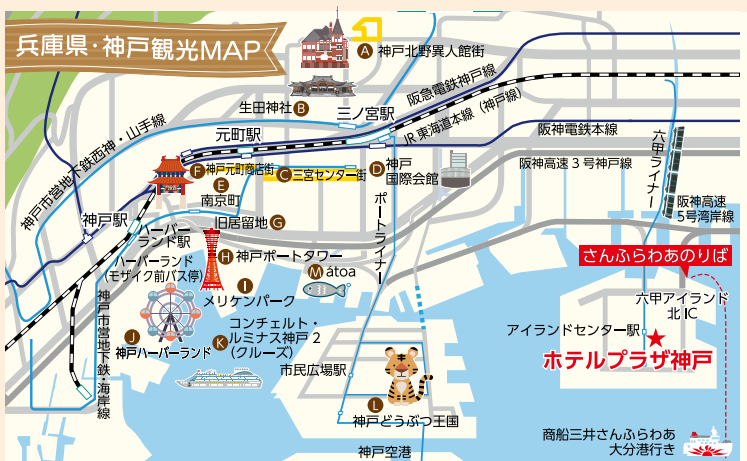 兵庫県・神戸観光MAP
A 神戸北野異人館街
生田神社 B
三ノ宮駅
阪急電鉄神戸線
JR東海道本線（神戸線）
元町駅
阪神電鉄本線
六甲ライナー
神戸市営地下鉄西神・山手線
F 神戸元町商店街
C 三宮センター街
D 神戸
国際会館
阪神高速3号神戸線
E
南京町
阪神高速
5号湾岸線
神戸駅
旧居留地 G
ポートライナー
ハーバー
ランド駅
ハーバーランド
（モザイク前バス停）
H 神戸ポートタワー
M átoa
さんふらわあのりば
I
メリケンパーク
六甲アイランド
北IC
神戸市営地下鉄・海岸線
J
神戸ハーバーランド
K コンチェルト・
ルミナス神戸2
（クルーズ）
アイランドセンター駅
ホテルプラザ神戸
市民広場駅
L
神戸どうぶつ王国
神戸空港
商船三井さんふらわあ
大分港行き